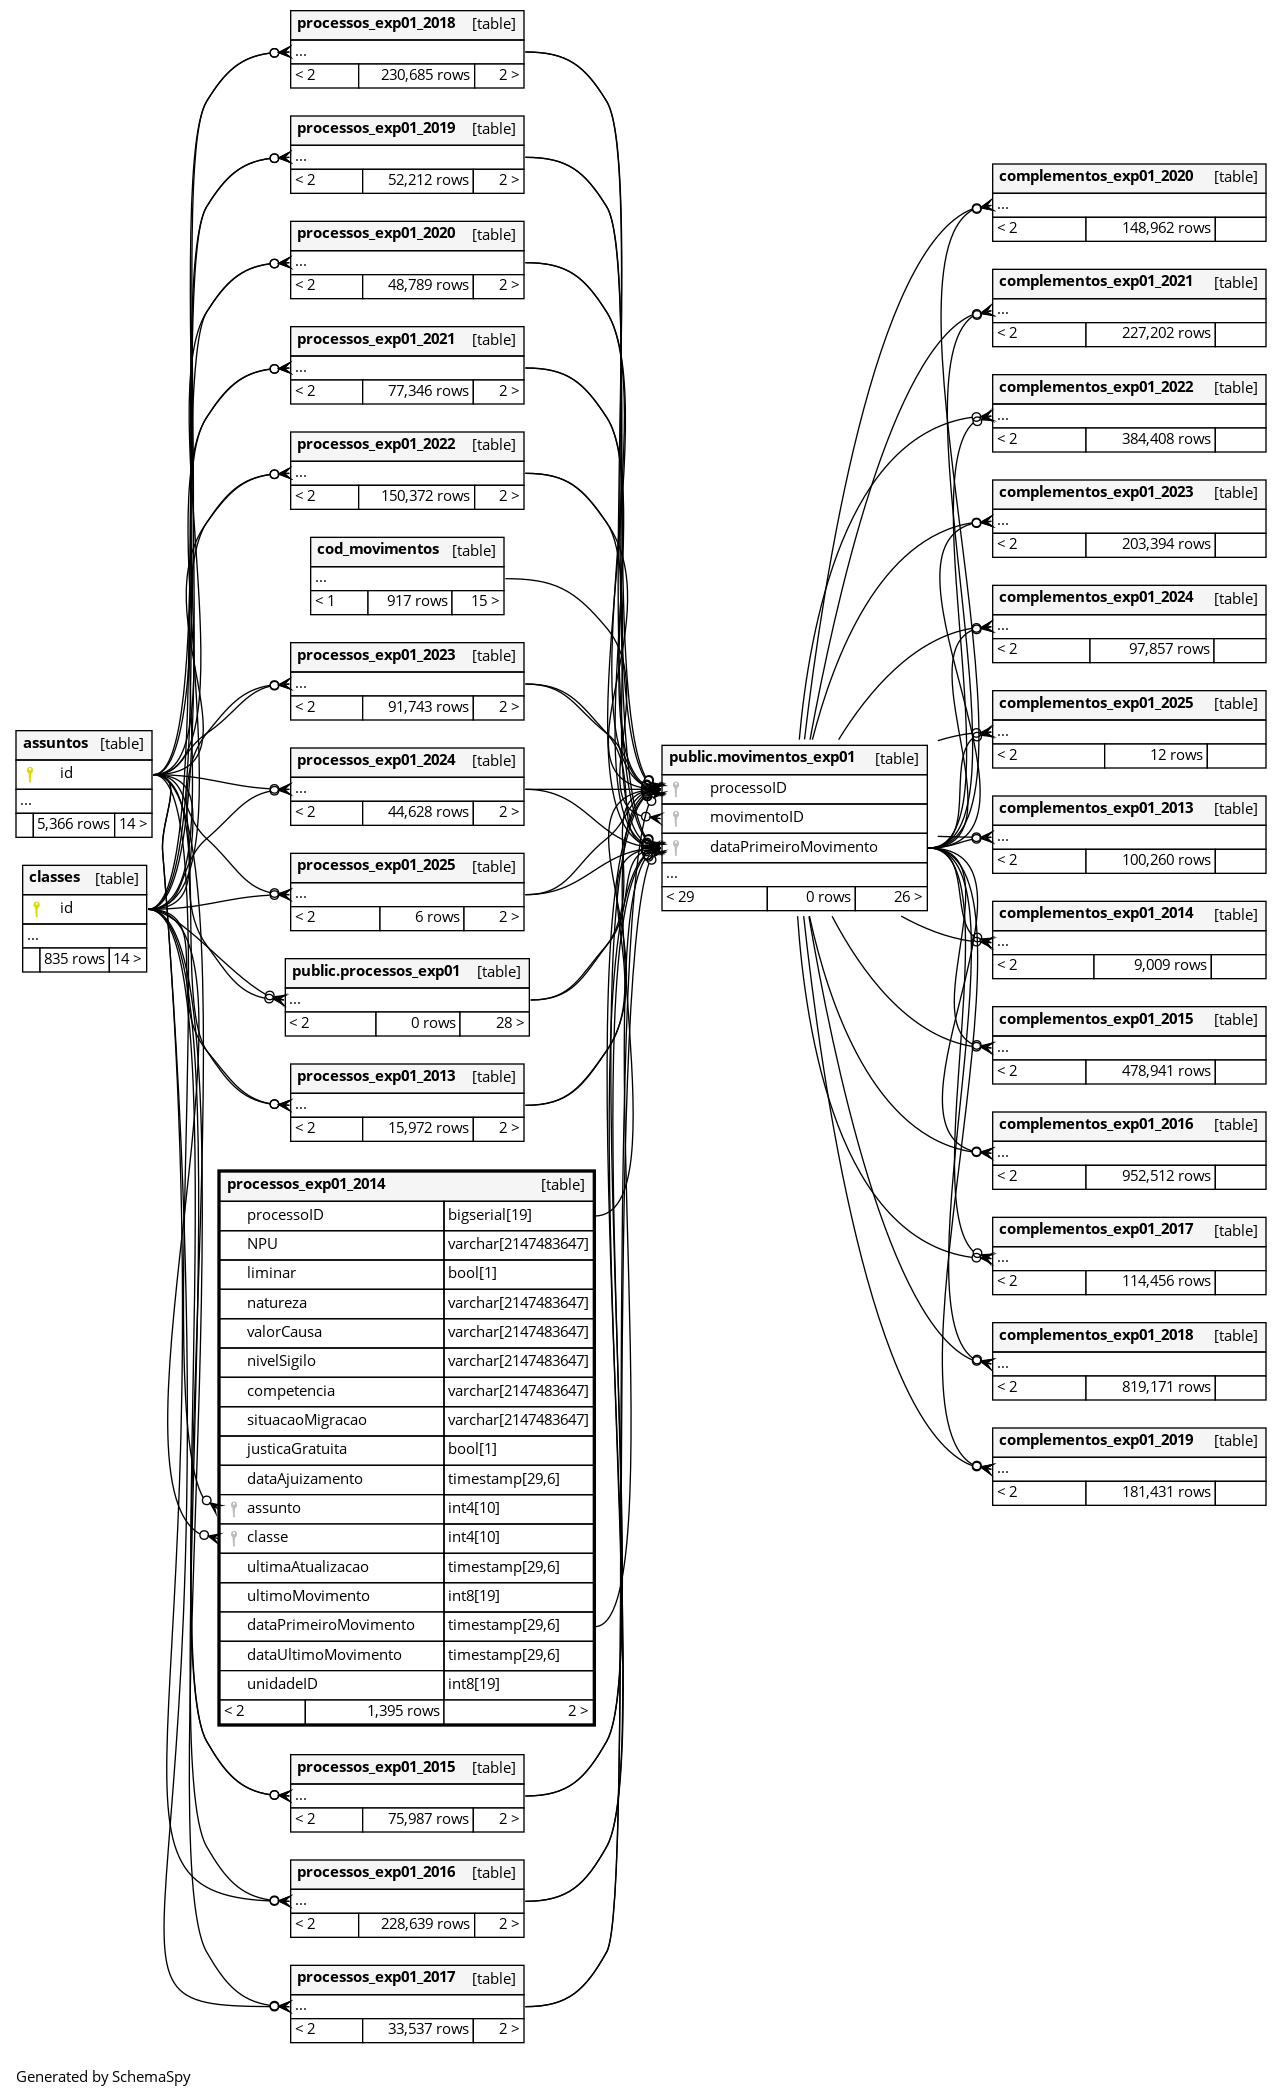 processos_exp01_2018 [table]
...
< 2 230,685 rows 2 >
processos_exp01_2019 [table]
...
< 2 52,212 rows 2 >
processos_exp01_2020 [table]
...
< 2 48,789 rows 2 >
processos_exp01_2021 [table]
...
< 2 77,346 rows 2 >
processos_exp01_2022 [table]
...
< 2 150,372 rows 2 >
cod_movimentos [table]
...
< 1 917 rows 15 >
processos_exp01_2023 [table]
...
< 2 91,743 rows 2 >
processos_exp01_2024 [table]
...
< 2 44,628 rows 2 >
processos_exp01_2025 [table]
...
< 2 6 rows 2 >
public.processos_exp01 [table]
...
< 2 0 rows 28 >
processos_exp01_2013 [table]
...
< 2 15,972 rows 2 >
assuntos [table]
id
...
5,366 rows 14 >
classes [table]
id
...
835 rows 14 >
processos_exp01_2014 [table]
processoID bigserial[19]
NPU varchar[2147483647]
liminar bool[1]
natureza varchar[2147483647]
valorCausa varchar[2147483647]
nivelSigilo varchar[2147483647]
competencia varchar[2147483647]
situacaoMigracao varchar[2147483647]
justicaGratuita bool[1]
dataAjuizamento timestamp[29,6]
assunto int4[10]
classe int4[10]
ultimaAtualizacao timestamp[29,6]
ultimoMovimento int8[19]
dataPrimeiroMovimento timestamp[29,6]
dataUltimoMovimento timestamp[29,6]
unidadeID int8[19]
< 2 1,395 rows 2 >
processos_exp01_2015 [table]
...
< 2 75,987 rows 2 >
processos_exp01_2016 [table]
...
< 2 228,639 rows 2 >
processos_exp01_2017 [table]
...
< 2 33,537 rows 2 >
public.movimentos_exp01 [table]
processoID
movimentoID
dataPrimeiroMovimento
...
< 29 0 rows 26 >
complementos_exp01_2020 [table]
...
< 2 148,962 rows
complementos_exp01_2021 [table]
...
< 2 227,202 rows
complementos_exp01_2022 [table]
...
< 2 384,408 rows
complementos_exp01_2023 [table]
...
< 2 203,394 rows
complementos_exp01_2024 [table]
...
< 2 97,857 rows
complementos_exp01_2025 [table]
...
< 2 12 rows
complementos_exp01_2013 [table]
...
< 2 100,260 rows
complementos_exp01_2014 [table]
...
< 2 9,009 rows
complementos_exp01_2015 [table]
...
< 2 478,941 rows
complementos_exp01_2016 [table]
...
< 2 952,512 rows
complementos_exp01_2017 [table]
...
< 2 114,456 rows
complementos_exp01_2018 [table]
...
< 2 819,171 rows
complementos_exp01_2019 [table]
...
< 2 181,431 rows
Generated by SchemaSpy